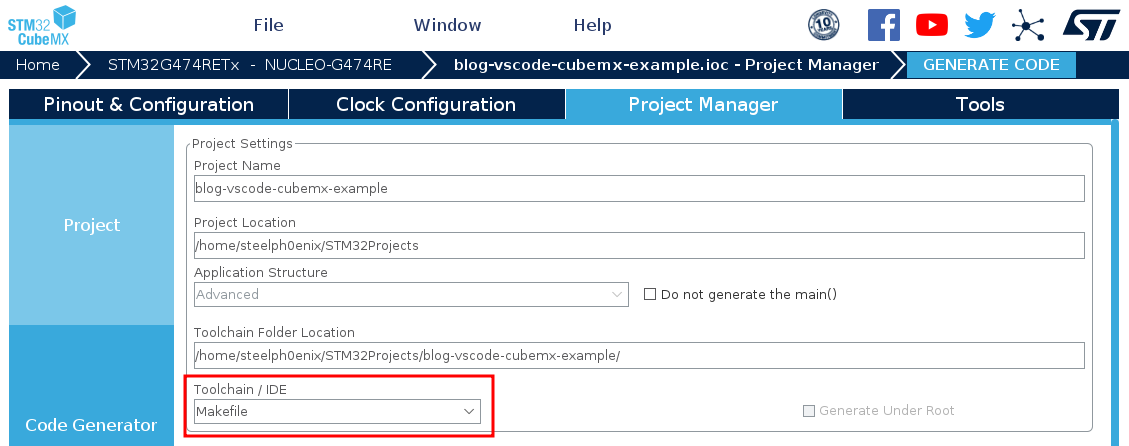 STM32
CubeMX
File
Window
Help
10
Home
STM32G474RETx - NUCLEO-G474RE
blog-vscode-cubemx-example.ioc - Project Manager
GENERATE CODE
Pinout & Configuration
Clock Configuration
Project Manager
Tools
Project
Code Generator
Project Settings
Project Name
blog-vscode-cubemx-example
Project Location
/home/steelph0enix/STM32Projects
Application Structure
Advanced
Do not generate the main()
Toolchain Folder Location
/home/steelph0enix/STM32Projects/blog-vscode-cubemx-example/
Toolchain / IDE
Makefile
Generate Under Root